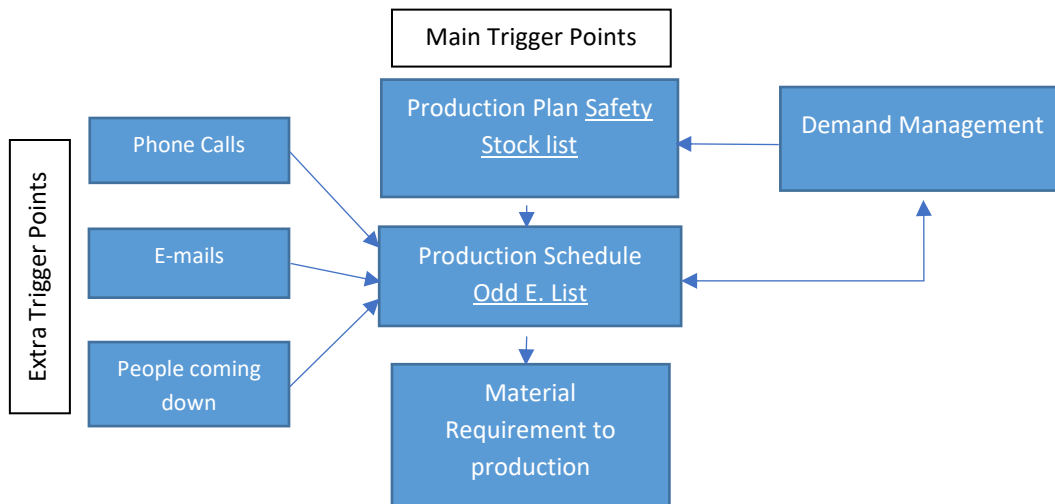 Main Trigger Points
Production Plan Safety
Stock list
Demand Management
Extra Trigger Points
Phone Calls
E-mails
Production Schedule
Odd E. List
People coming
down
Material
Requirement to
production